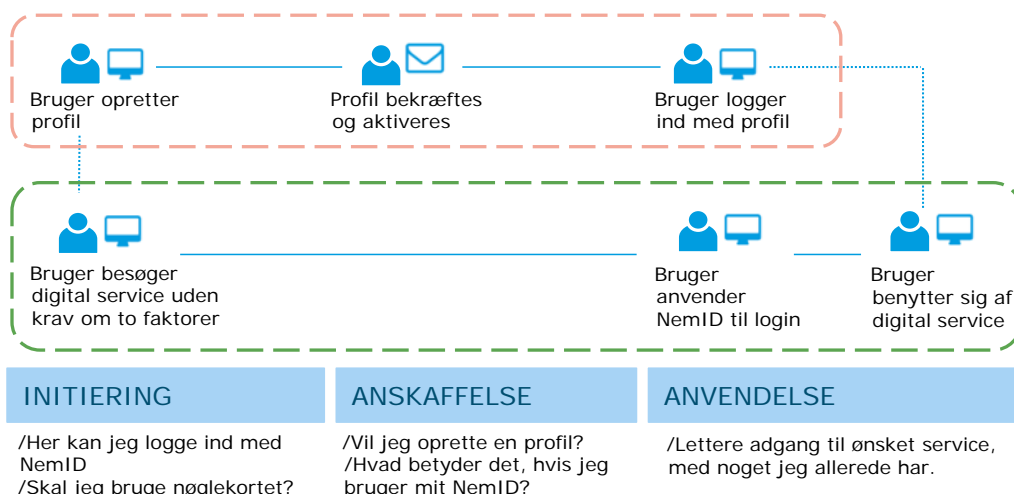 Bruger opretter
profil
Profil bekræftes
og aktiveres
Bruger logger
ind med profil
Bruger besøger
digital service uden
krav om to faktorer
Bruger
anvender
NemID til login
Bruger
benytter sig af
digital service
INITIERING
/Her kan jeg logge ind med
NemID
/Skal jeg bruge nøglekortet?
ANSKAFFELSE
/Vil jeg oprette en profil?
/Hvad betyder det, hvis jeg
bruger mit NemID?
ANVENDELSE
/Lettere adgang til ønsket service,
med noget jeg allerede har.